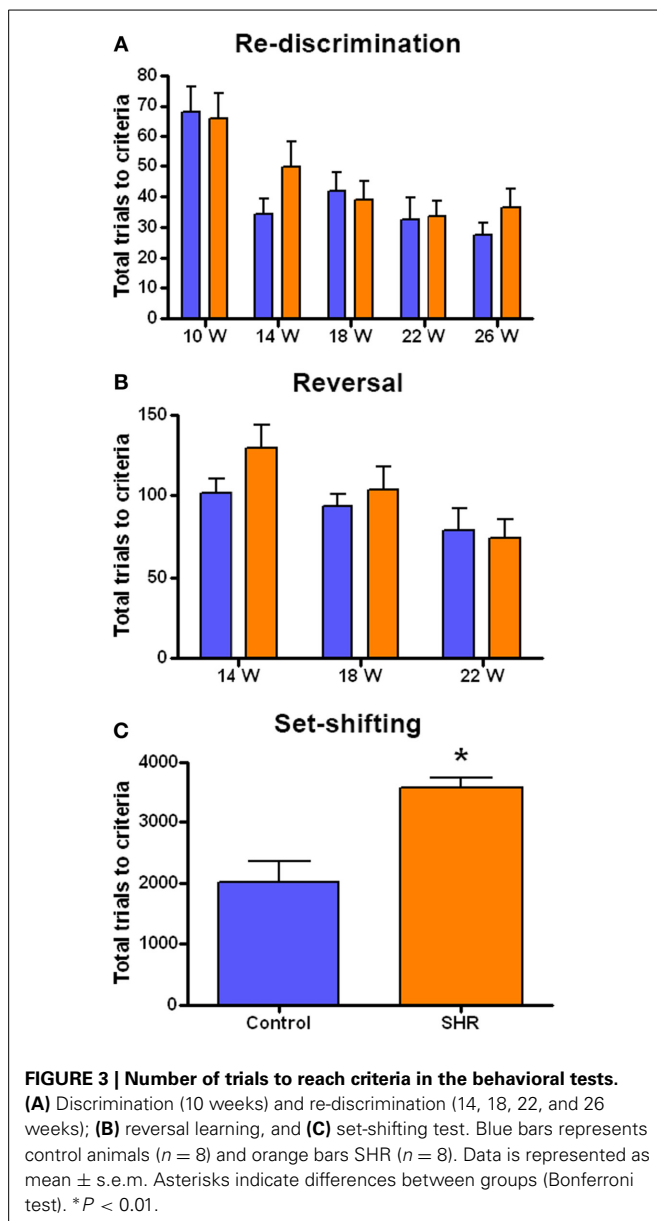 A Re-discrimination
Total trials to criteria
80
70
60
50
40
30
20
10
0
10 W 14 W 18 W 22 W 26 W
B Reversal
Total trials to criteria
150
100
50
0
14 W 18 W 22 W
C Set-shifting
Total trials to criteria
4000
3000
2000
1000
0
*
Control SHR
FIGURE 3 | Number of trials to reach criteria in the behavioral tests.
(A) Discrimination (10 weeks) and re-discrimination (14, 18, 22, and 26
weeks); (B) reversal learning, and (C) set-shifting test. Blue bars represents
control animals (n = 8) and orange bars SHR (n = 8). Data is represented as
mean ± s.e.m. Asterisks indicate differences between groups (Bonferroni
test). *P < 0.01.